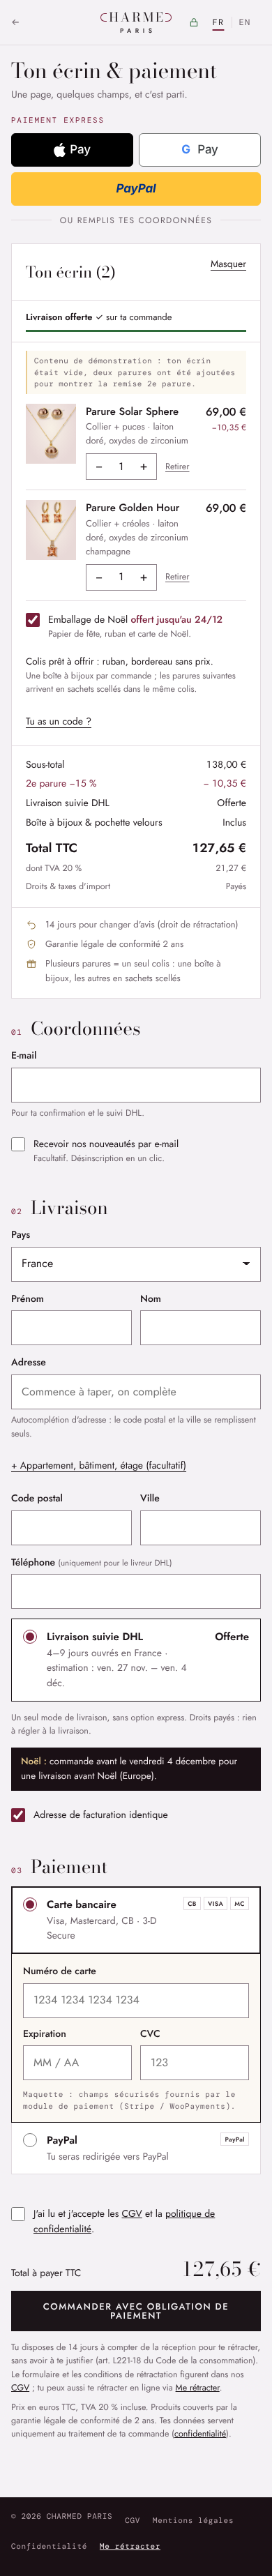 ←
CHARMED
PARIS
FR
EN
Ton écrin & paiement
Une page, quelques champs, et c'est parti.
PAIEMENT EXPRESS
Pay
G Pay
PayPal
OU REMPLIS TES COORDONNÉES
Ton écrin (2)
Masquer
Livraison offerte ✓ sur ta commande
Contenu de démonstration : ton écrin
était vide, deux parures ont été ajoutées
pour montrer la remise 2e parure.
Parure Solar Sphere
69,00 €
Collier + puces · laiton
doré, oxydes de zirconium
−10,35 €
− 1 +
Retirer
Parure Golden Hour
69,00 €
Collier + créoles · laiton
doré, oxydes de zirconium
champagne
− 1 +
Retirer
Emballage de Noël offert jusqu'au 24/12
Papier de fête, ruban et carte de Noël.
Colis prêt à offrir : ruban, bordereau sans prix.
Une boîte à bijoux par commande ; les parures suivantes
arrivent en sachets scellés dans le même colis.
Tu as un code ?
Sous-total 138,00 €
2e parure −15 % − 10,35 €
Livraison suivie DHL Offerte
Boîte à bijoux & pochette velours Inclus
Total TTC 127,65 €
dont TVA 20 % 21,27 €
Droits & taxes d'import Payés
14 jours pour changer d'avis (droit de rétractation)
Garantie légale de conformité 2 ans
Plusieurs parures = un seul colis : une boîte à
bijoux, les autres en sachets scellés
01 Coordonnées
E-mail
Pour ta confirmation et le suivi DHL.
Recevoir nos nouveautés par e-mail
Facultatif. Désinscription en un clic.
02 Livraison
Pays
France
Prénom
Nom
Adresse
Commence à taper, on complète
Autocomplétion d'adresse : le code postal et la ville se remplissent
seuls.
+ Appartement, bâtiment, étage (facultatif)
Code postal
Ville
Téléphone (uniquement pour le livreur DHL)
Livraison suivie DHL Offerte
4–9 jours ouvrés en France ·
estimation : ven. 27 nov. – ven. 4
déc.
Un seul mode de livraison, sans option express. Droits payés : rien
à régler à la livraison.
Noël : commande avant le vendredi 4 décembre pour
une livraison avant Noël (Europe).
Adresse de facturation identique
03 Paiement
Carte bancaire
CB VISA MC
Visa, Mastercard, CB · 3-D
Secure
Numéro de carte
1234 1234 1234 1234
Expiration
CVC
MM / AA
123
Maquette : champs sécurisés fournis par le
module de paiement (Stripe / WooPayments).
PayPal
PayPal
Tu seras redirigée vers PayPal
J'ai lu et j'accepte les CGV et la politique de
confidentialité.
Total à payer TTC 127,65 €
COMMANDER AVEC OBLIGATION DE
PAIEMENT
Tu disposes de 14 jours à compter de la réception pour te rétracter,
sans avoir à te justifier (art. L221-18 du Code de la consommation).
Le formulaire et les conditions de rétractation figurent dans nos
CGV ; tu peux aussi te rétracter en ligne via Me rétracter.
Prix en euros TTC, TVA 20 % incluse. Produits couverts par la
garantie légale de conformité de 2 ans. Tes données servent
uniquement au traitement de ta commande (confidentialité).
© 2026 CHARMED PARIS
CGV
Mentions légales
Confidentialité
Me rétracter